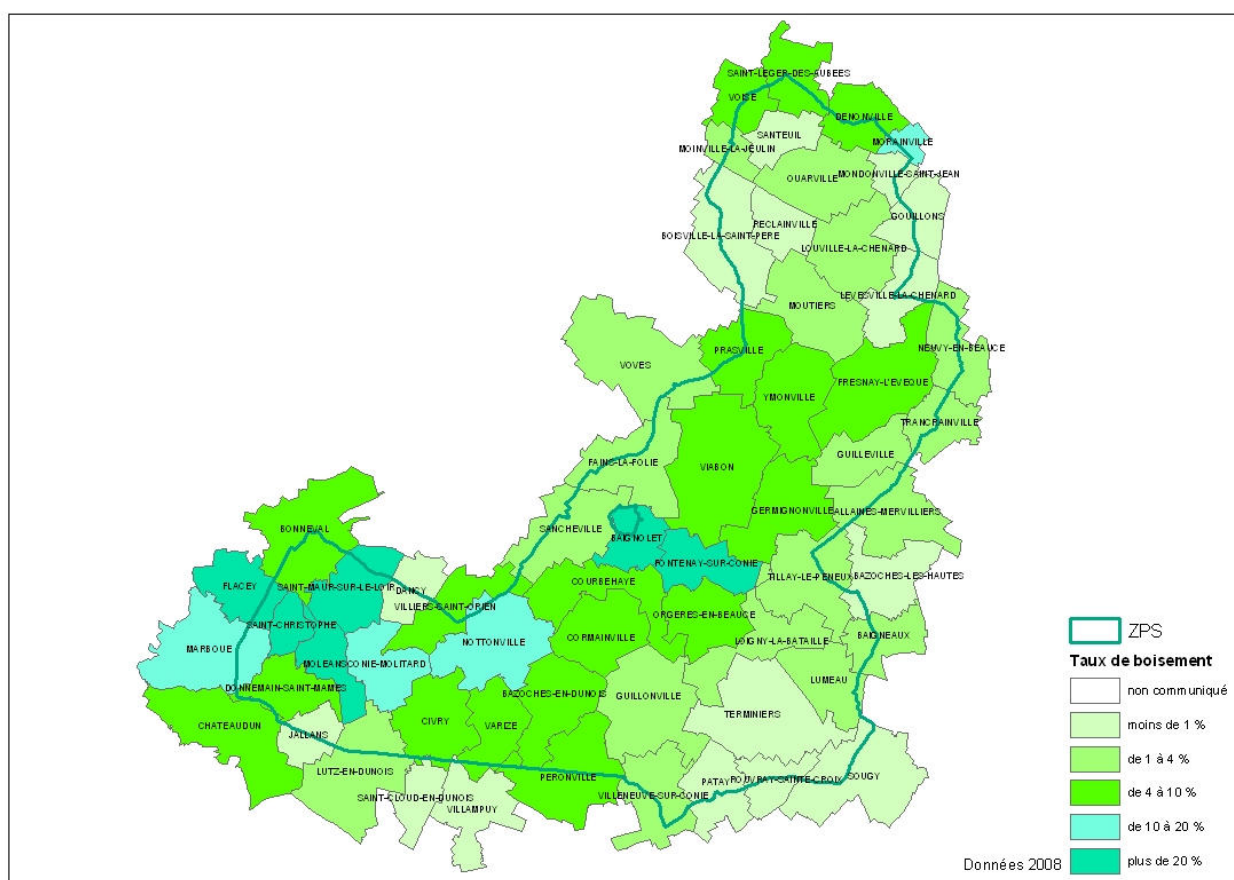 SAINT-LEGER-DES-AUBEES
VOISE
DENONVILLE
SANTEUIL
MORAINVILLE
MOINVILLE-LA-JEULIN
MONDONVILLE-SAINT-JEAN
OUARVILLE
GOUILLONS
RECLAINVILLE
BOISVILLE-LA-SAINT-PERE
LOUVILLE-LA-CHENARD
LEVESVILLE-LA-CHENARD
MOUTIERS
NEUVY-EN-BEAUCE
PRASVILLE
VOVES
FRESNAY-L'EVEQUE
YMONVILLE
TRANCRAINVILLE
GUILLEVILLE
FAINS-LA-FOLIE
VIABON
GERMIGNONVILLE
ALLAINES-MERVILLIERS
BONNEVAL
SANCHEVILLE
BAIGNOLET
FONTENAY-SUR-CONIE
TILLAY-LE-PENEUX
BAZOCHES-LES-HAUTES
FLACEY
SAINT-MAUR-SUR-LE-LOIR
DANCY
COURBEHAYE
VILLIERS-SAINT-ORIEN
ORGERES-EN-BEAUCE
SAINT-CHRISTOPHE
CORMAINVILLE
LOIGNY-LA-BATAILLE
BAIGNEAUX
NOTTONVILLE
MARBOUE
MOLEANS
CONIE-MOLITARD
LUMEAU
DONNEMAIN-SAINT-MAMES
BAZOCHES-EN-DUNOIS
GUILLONVILLE
TERMINIERS
CHATEAUDUN
CIVRY
VARIZE
JALLANS
LUTZ-EN-DUNOIS
PERONVILLE
PATAY
ROUVRAY-SAINTE-CROIX
SOUGY
SAINT-CLOUD-EN-DUNOIS
VILLENEUVE-SUR-CONIE
VILLAMPUY
ZPS
Taux de boisement
non communiqué
moins de 1 %
de 1 à 4 %
de 4 à 10 %
de 10 à 20 %
plus de 20 %
Données 2008